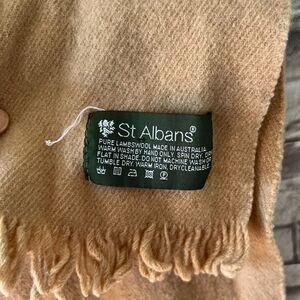 St Albans®
PURE LAMBSWOOL MADE IN AUSTRALIA
WARM WASH BY HAND ONLY, SPIN DRY, DRY
FLAT IN SHADE. DO NOT MACHINE WASH OR
TUMBLE DRY. WARM IRON. DRYCLEANABLE